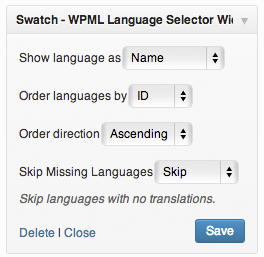 Swatch - WPML Language Selector Wi
Show language as Name
Order languages by ID
Order direction Ascending
Skip Missing Languages Skip
Skip languages with no translations.
Delete | Close Save